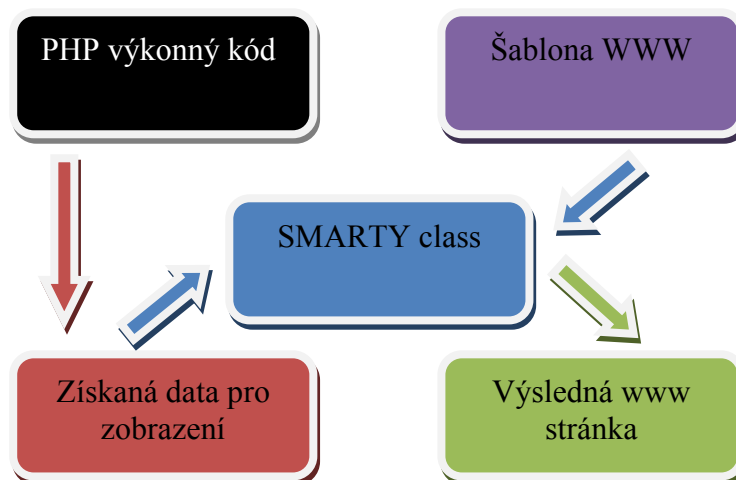 PHP výkonný kód
Šablona WWW
SMARTY class
Získaná data pro
zobrazení
Výsledná www
stránka